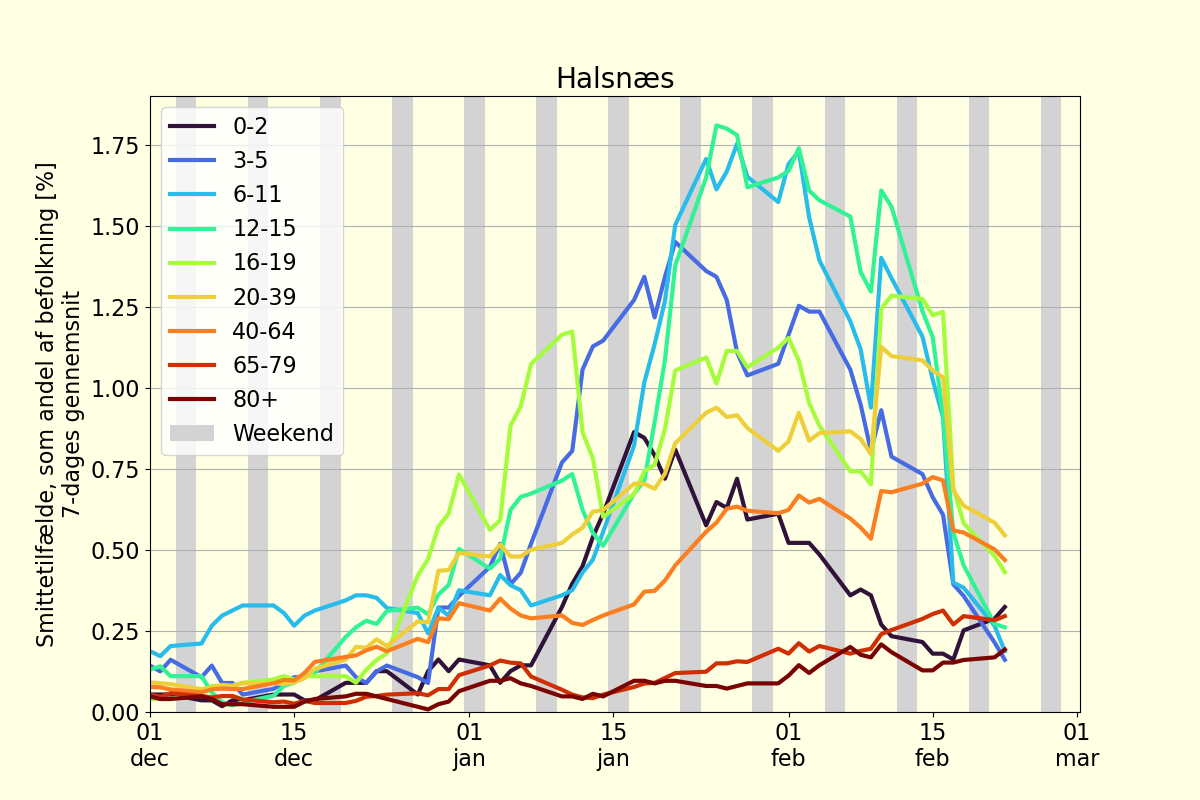 Halsnæs
Smittetilfælde, som andel af befolkning [%]
7-dages gennemsnit
1.75
1.50
1.25
1.00
0.75
0.50
0.25
0.00
0-2
3-5
6-11
12-15
16-19
20-39
40-64
65-79
80+
Weekend
01 15 01 15 01 15 01
dec dec jan jan feb feb mar